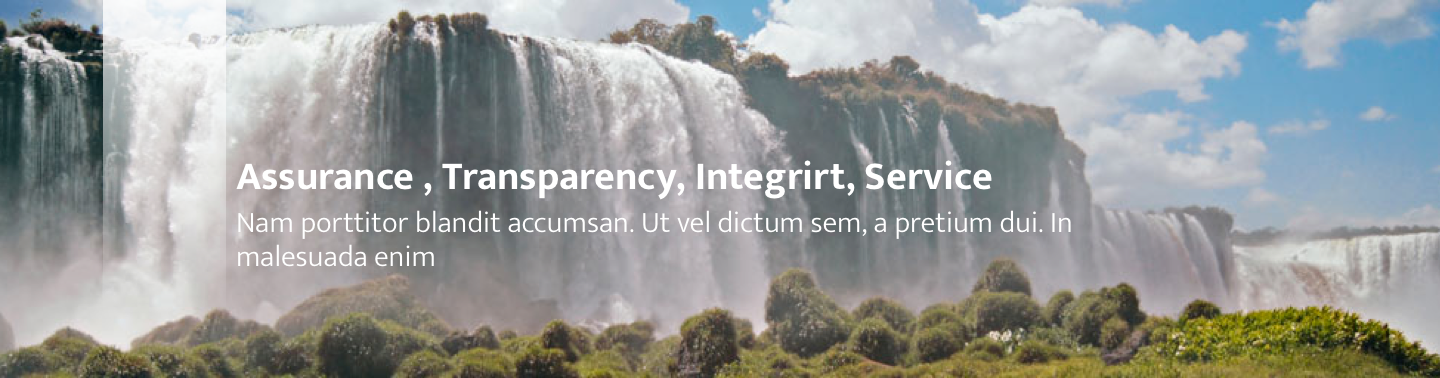 Assurance , Transparency, Integrirt, Service
Nam porttitor blandit accumsan. Ut vel dictum sem, a pretium dui. In
malesuada enim